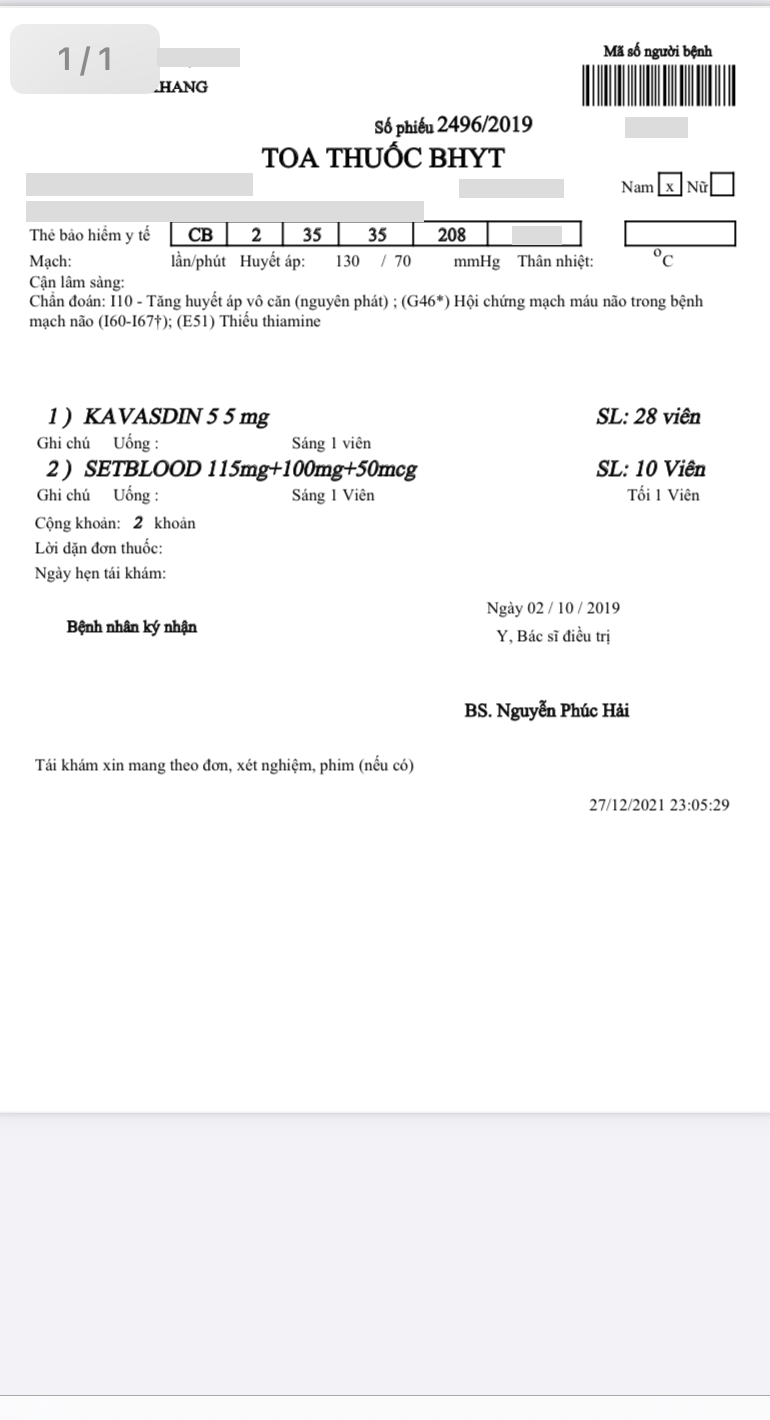 1/1
Mã số người bệnh
HANG
Số phiếu 2496/2019
TOA THUỐC BHYT
Nam x Nữ
Thẻ bảo hiểm y tế CB 2 35 35 208
Mạch: lần/phút Huyết áp: 130 / 70 mmHg Thân nhiệt: °C
Cận lâm sàng:
Chẩn đoán: I10 - Tăng huyết áp vô căn (nguyên phát) ; (G46*) Hội chứng mạch máu não trong bệnh
mạch não (I60-I67†); (E51) Thiếu thiamine
1 ) KAVASDIN 5 5 mg SL: 28 viên
Ghi chú Uống : Sáng 1 viên
2 ) SETBLOOD 115mg+100mg+50mcg SL: 10 Viên
Ghi chú Uống : Sáng 1 Viên Tối 1 Viên
Cộng khoản: 2 khoản
Lời dặn đơn thuốc:
Ngày hẹn tái khám:
Ngày 02 / 10 / 2019
Bệnh nhân ký nhận
Y, Bác sĩ điều trị
BS. Nguyễn Phúc Hải
Tái khám xin mang theo đơn, xét nghiệm, phim (nếu có)
27/12/2021 23:05:29